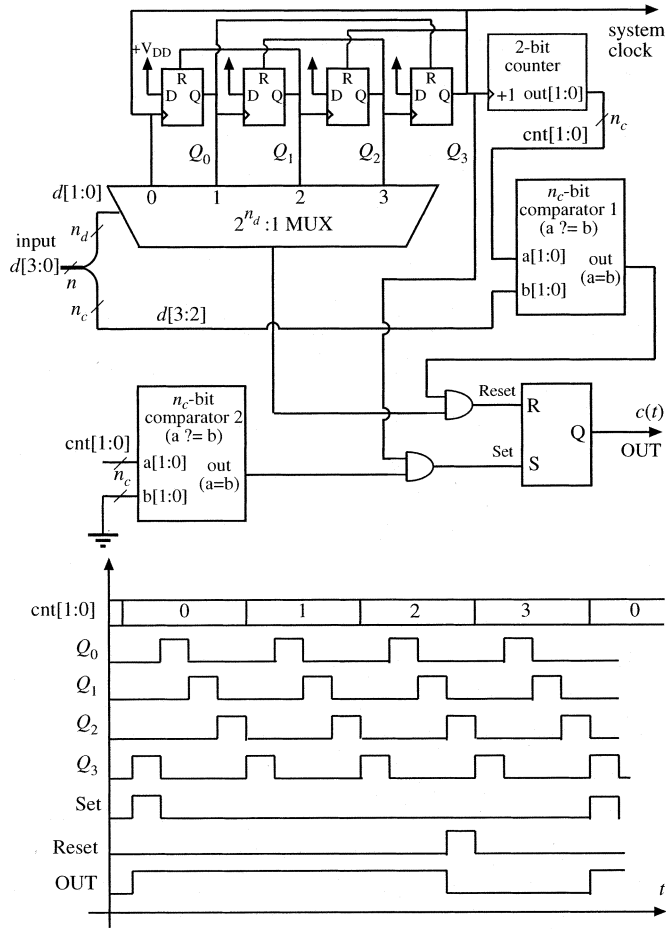 system
clock
+V_DD
R R R R
D Q D Q D Q D Q
2-bit
counter
+1 out[1:0]
n_c
cnt[1:0]
Q_0 Q_1 Q_2 Q_3
d[1:0]
0 1 2 3
2^{n_d} :1 MUX
n_d
input
d[3:0]
n
n_c
d[3:2]
n_c-bit
comparator 1
(a ?= b)
a[1:0]
out
(a=b)
b[1:0]
n_c-bit
comparator 2
(a ?= b)
cnt[1:0]
n_c
a[1:0]
out
(a=b)
b[1:0]
Reset
R
Set
S
Q
c(t)
OUT
cnt[1:0] 0 1 2 3 0
Q_0
Q_1
Q_2
Q_3
Set
Reset
OUT
t